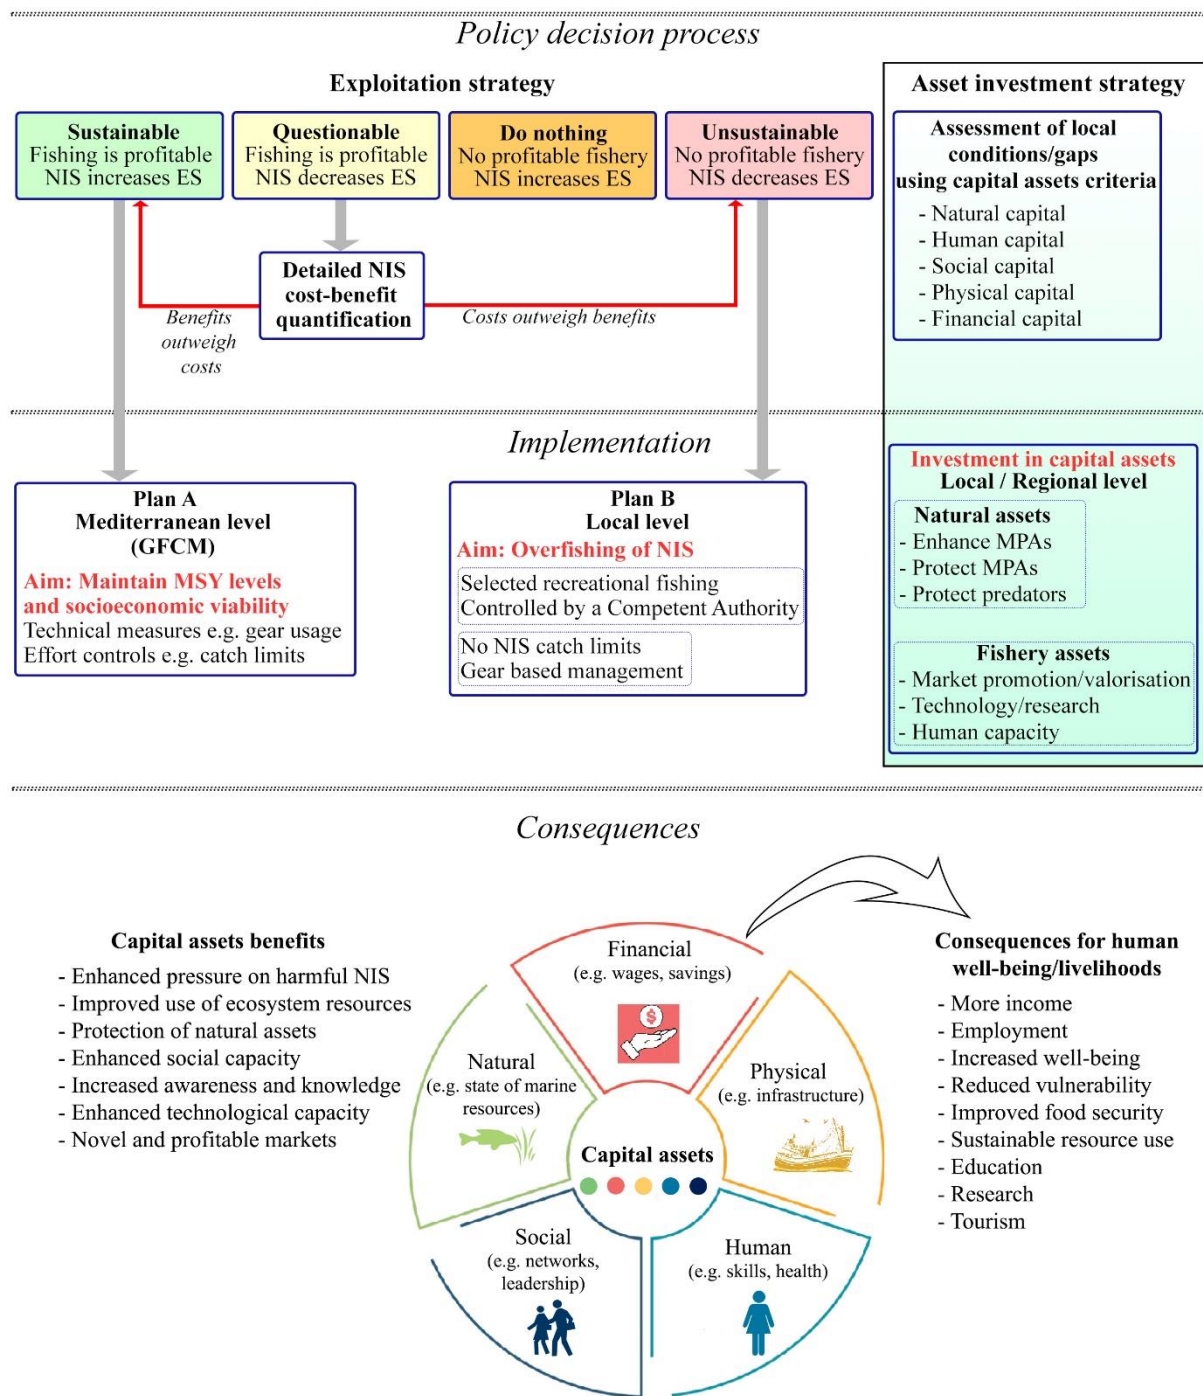 Policy decision process
Exploitation strategy
Sustainable
Fishing is profitable
NIS increases ES
Questionable
Fishing is profitable
NIS decreases ES
Do nothing
No profitable fishery
NIS increases ES
Unsustainable
No profitable fishery
NIS decreases ES
Detailed NIS
cost-benefit
quantification
Benefits
outweigh
costs
Costs outweigh benefits
Asset investment strategy
Assessment of local
conditions/gaps
using capital assets criteria
- Natural capital
- Human capital
- Social capital
- Physical capital
- Financial capital
Implementation
Plan A
Mediterranean level
(GFCM)
Aim: Maintain MSY levels
and socioeconomic viability
Technical measures e.g. gear usage
Effort controls e.g. catch limits
Plan B
Local level
Aim: Overfishing of NIS
Selected recreational fishing
Controlled by a Competent Authority
No NIS catch limits
Gear based management
Investment in capital assets
Local / Regional level
Natural assets
- Enhance MPAs
- Protect MPAs
- Protect predators
Fishery assets
- Market promotion/valorisation
- Technology/research
- Human capacity
Consequences
Capital assets benefits
- Enhanced pressure on harmful NIS
- Improved use of ecosystem resources
- Protection of natural assets
- Enhanced social capacity
- Increased awareness and knowledge
- Enhanced technological capacity
- Novel and profitable markets
Financial
(e.g. wages, savings)
$
Natural
(e.g. state of marine
resources)
Physical
(e.g. infrastructure)
Capital assets
Social
(e.g. networks,
leadership)
Human
(e.g. skills, health)
Consequences for human
well-being/livelihoods
- More income
- Employment
- Increased well-being
- Reduced vulnerability
- Improved food security
- Sustainable resource use
- Education
- Research
- Tourism